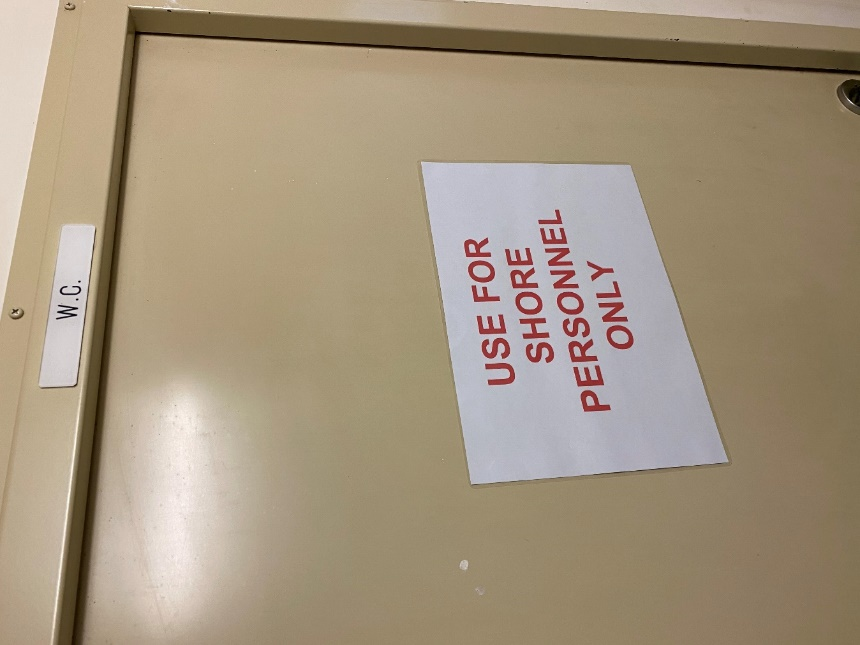 W.C.
USE FOR
SHORE
PERSONNEL
ONLY